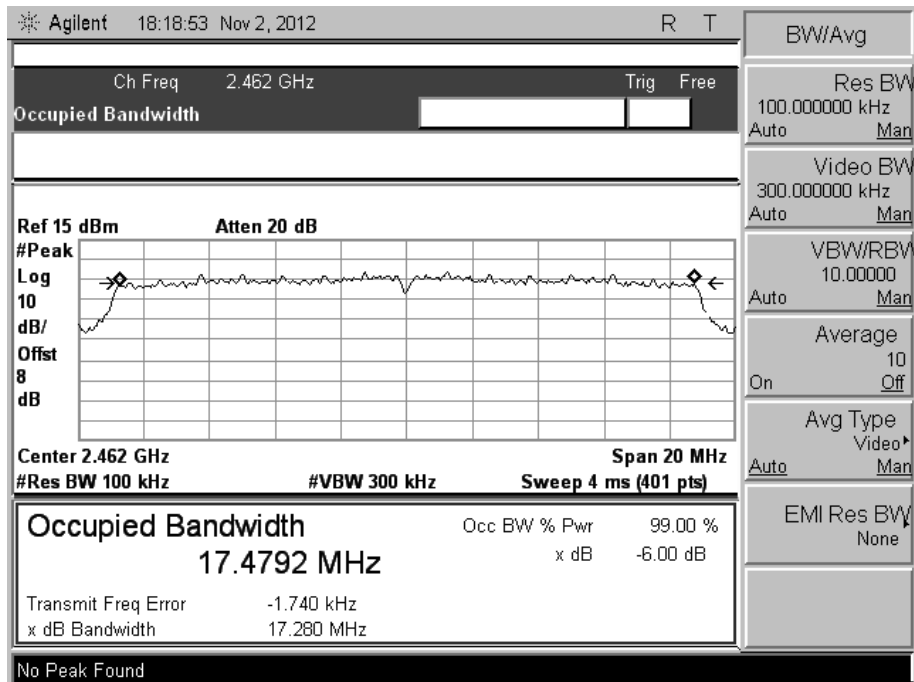 Agilent 18:18:53 Nov 2, 2012 R T
Ch Freq 2.462 GHz Trig Free
Occupied Bandwidth
Ref 15 dBm Atten 20 dB
#Peak
Log
10
dB/
Offst
8
dB
Center 2.462 GHz Span 20 MHz
#Res BW 100 kHz #VBW 300 kHz Sweep 4 ms (401 pts)
Occupied Bandwidth Occ BW % Pwr 99.00 %
17.4792 MHz x dB -6.00 dB
Transmit Freq Error -1.740 kHz
x dB Bandwidth 17.280 MHz
No Peak Found
BW/Avg
Res BW
100.000000 kHz
Auto Man
Video BW
300.000000 kHz
Auto Man
VBW/RBW
10.00000
Auto Man
Average
10
On Off
Avg Type
Video
Auto Man
EMI Res BW
None